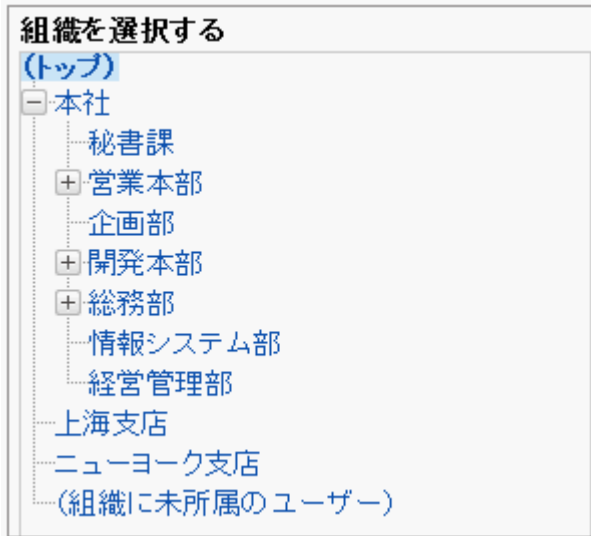 組織を選択する
(トップ)
本社
秘書課
営業本部
企画部
開発本部
総務部
情報システム部
経営管理部
上海支店
ニューヨーク支店
(組織に未所属のユーザー)